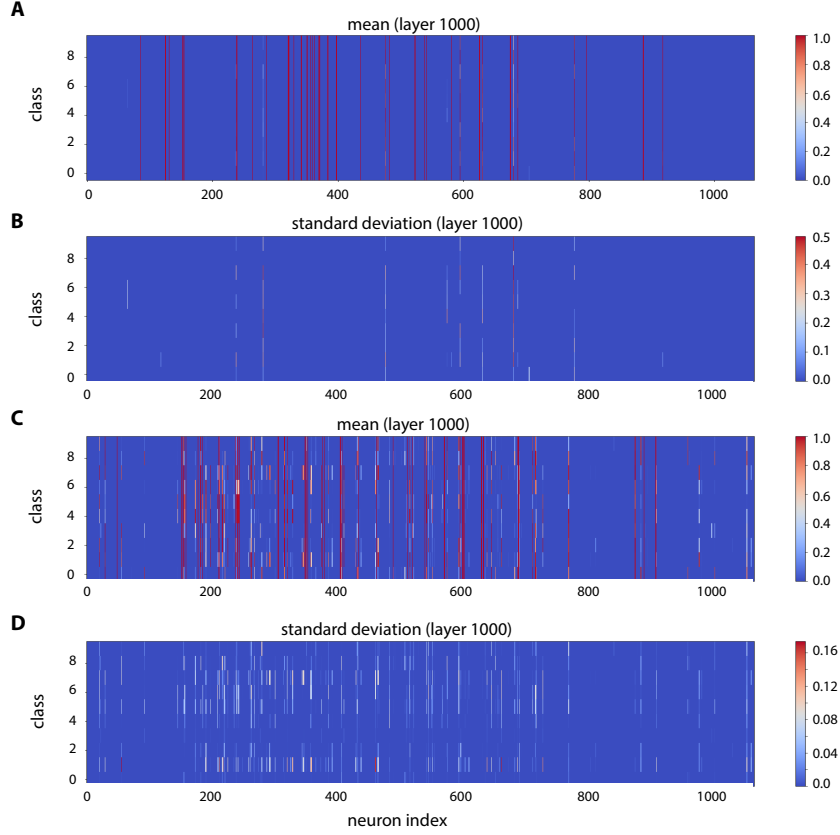 A
mean (layer 1000)
class
8
6
4
2
0
0 200 400 600 800 1000
1.0
0.8
0.6
0.4
0.2
0.0
B
standard deviation (layer 1000)
class
8
6
4
2
0
0 200 400 600 800 1000
0.5
0.4
0.3
0.2
0.1
0.0
C
mean (layer 1000)
class
8
6
4
2
0
0 200 400 600 800 1000
1.0
0.8
0.6
0.4
0.2
0.0
D
standard deviation (layer 1000)
class
8
6
4
2
0
0 200 400 600 800 1000
neuron index
0.16
0.12
0.08
0.04
0.0